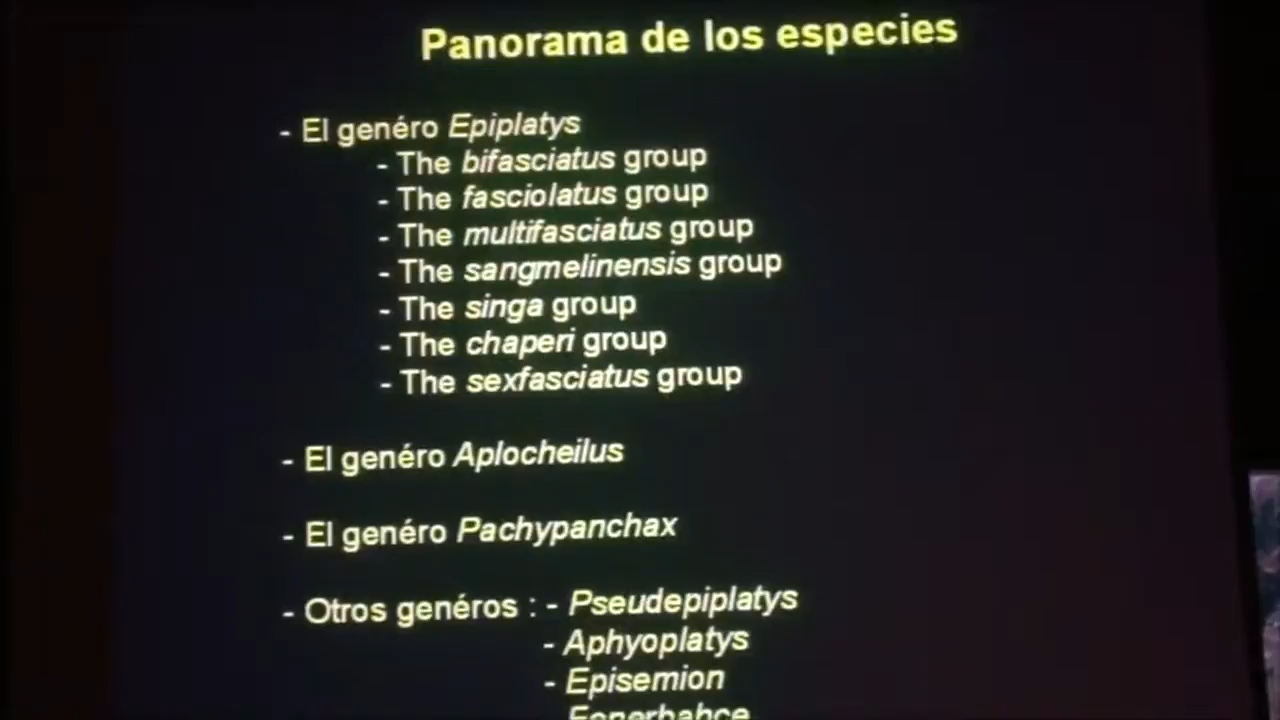 Panorama de los especies
- El genéro Epiplatys
- The bifasciatus group
- The fasciolatus group
- The multifasciatus group
- The sangmelinensis group
- The singa group
- The chaperi group
- The sexfasciatus group
- El genéro Aplocheilus
- El genéro Pachypanchax
- Otros genéros : - Pseudepiplatys
- Aphyoplatys
- Episemion
Fenerbahce